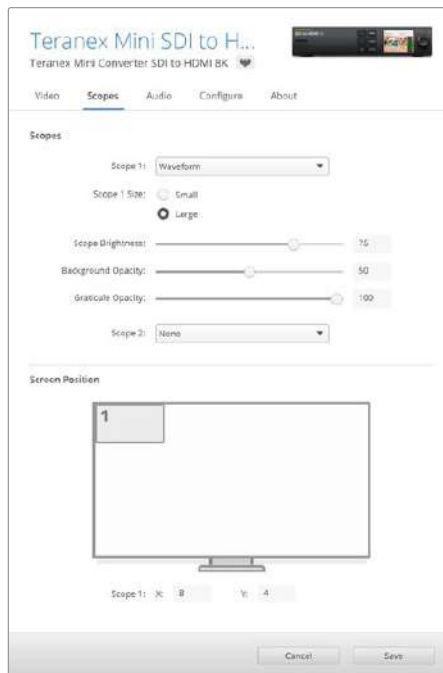 Teranex Mini SDI to H...
Teranex Mini Converter SDI to HDMI 8K
Video Scopes Audio Configure About
Scopes
Scope 1: Waveform
Scope 1 Size: Small
Large
Scope Brightness: 75
Background Opacity: 50
Graticule Opacity: 100
Scope 2: None
Screen Position
1
Scope 1: X: 8 Y: 4
Cancel Save